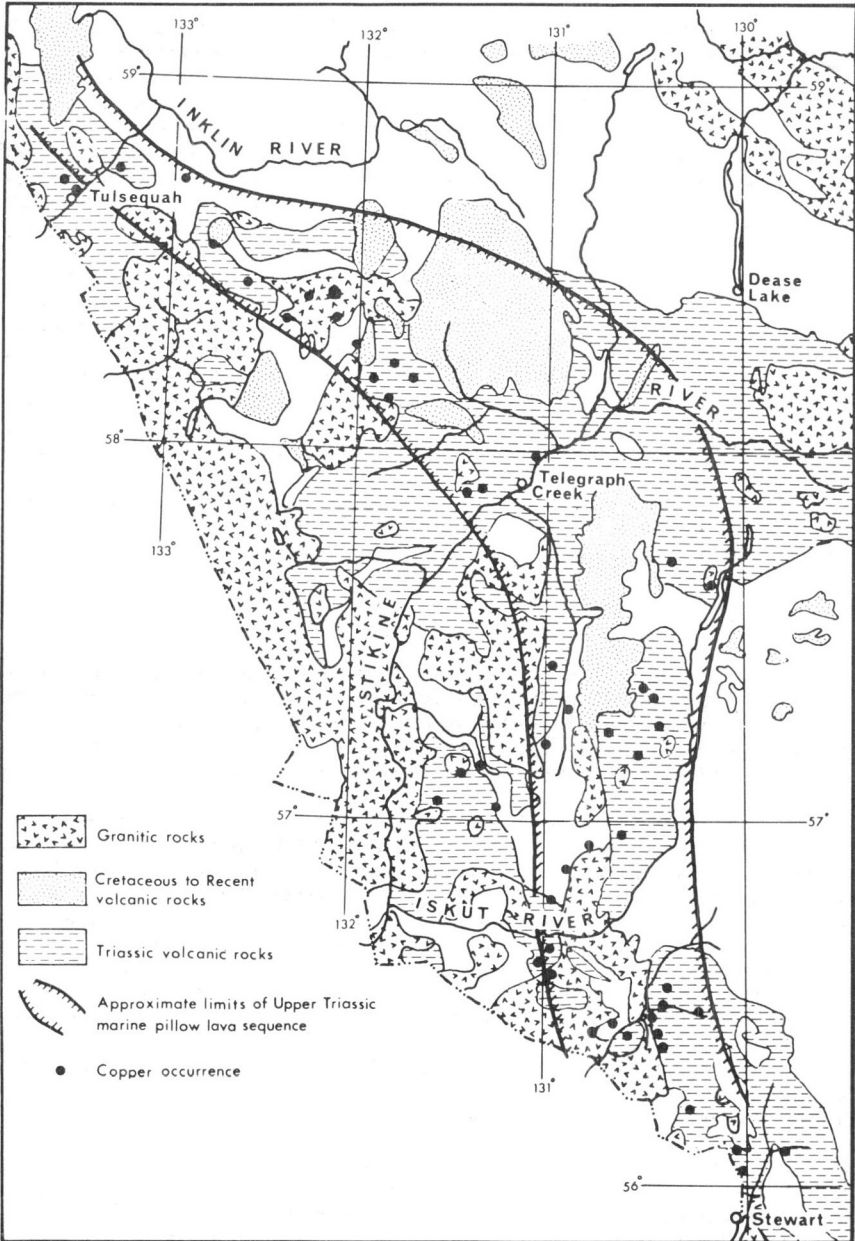 133°
132°
131°
130°
59°
59
INKLIN
RIVER
Tulsequah
Dease
Lake
RIVER
58°
Telegraph
Creek
133°
STIKINE
57°
57°
Granitic rocks
Cretaceous to Recent
volcanic rocks
132°
ISKUT RIVER
Triassic volcanic rocks
Approximate limits of Upper Triassic
marine pillow lava sequence
Copper occurrence
131°
56°
Stewart